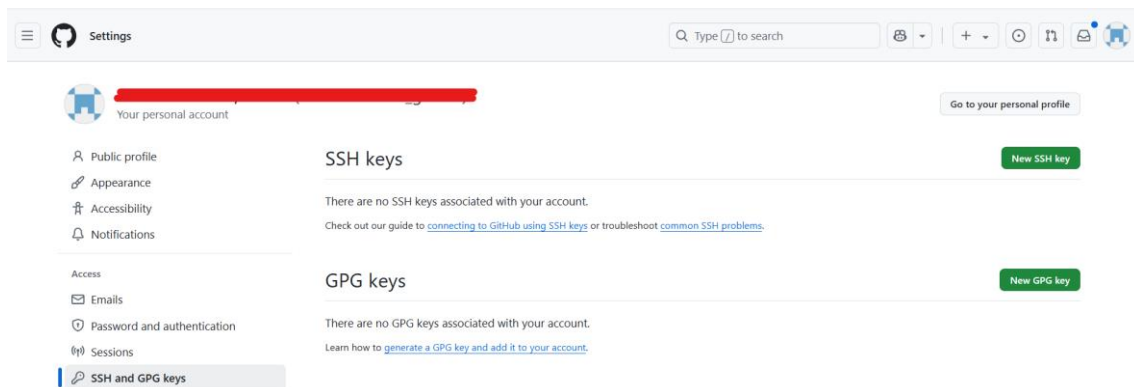 Settings
Type / to search
Your personal account
Go to your personal profile
Public profile
Appearance
Accessibility
Notifications
Access
Emails
Password and authentication
Sessions
SSH and GPG keys
SSH keys
New SSH key
There are no SSH keys associated with your account.
Check out our guide to connecting to GitHub using SSH keys or troubleshoot common SSH problems.
GPG keys
New GPG key
There are no GPG keys associated with your account.
Learn how to generate a GPG key and add it to your account.